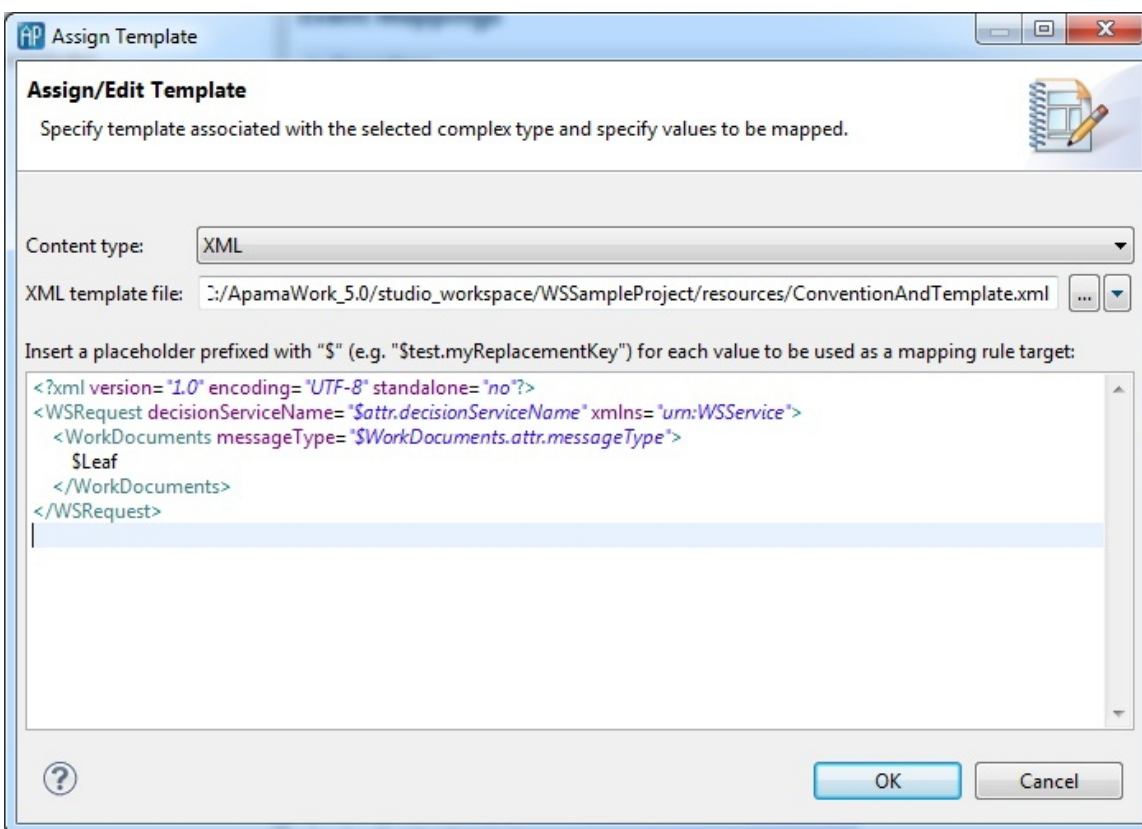 AP Assign Template
Assign/Edit Template
Specify template associated with the selected complex type and specify values to be mapped.
Content type: XML
XML template file: C:/ApamaWork_5.0/studio_workspace/WSSampleProject/resources/ConventionAndTemplate.xml ...
Insert a placeholder prefixed with "$" (e.g. "$test.myReplacementKey") for each value to be used as a mapping rule target:
<?xml version="1.0" encoding="UTF-8" standalone="no"?>
<WSRequest decisionServiceName="$attr.decisionServiceName" xmlns="urn:WSService">
<WorkDocuments messageType="$WorkDocuments.attr.messageType">
$Leaf
</WorkDocuments>
</WSRequest>
?
OK Cancel